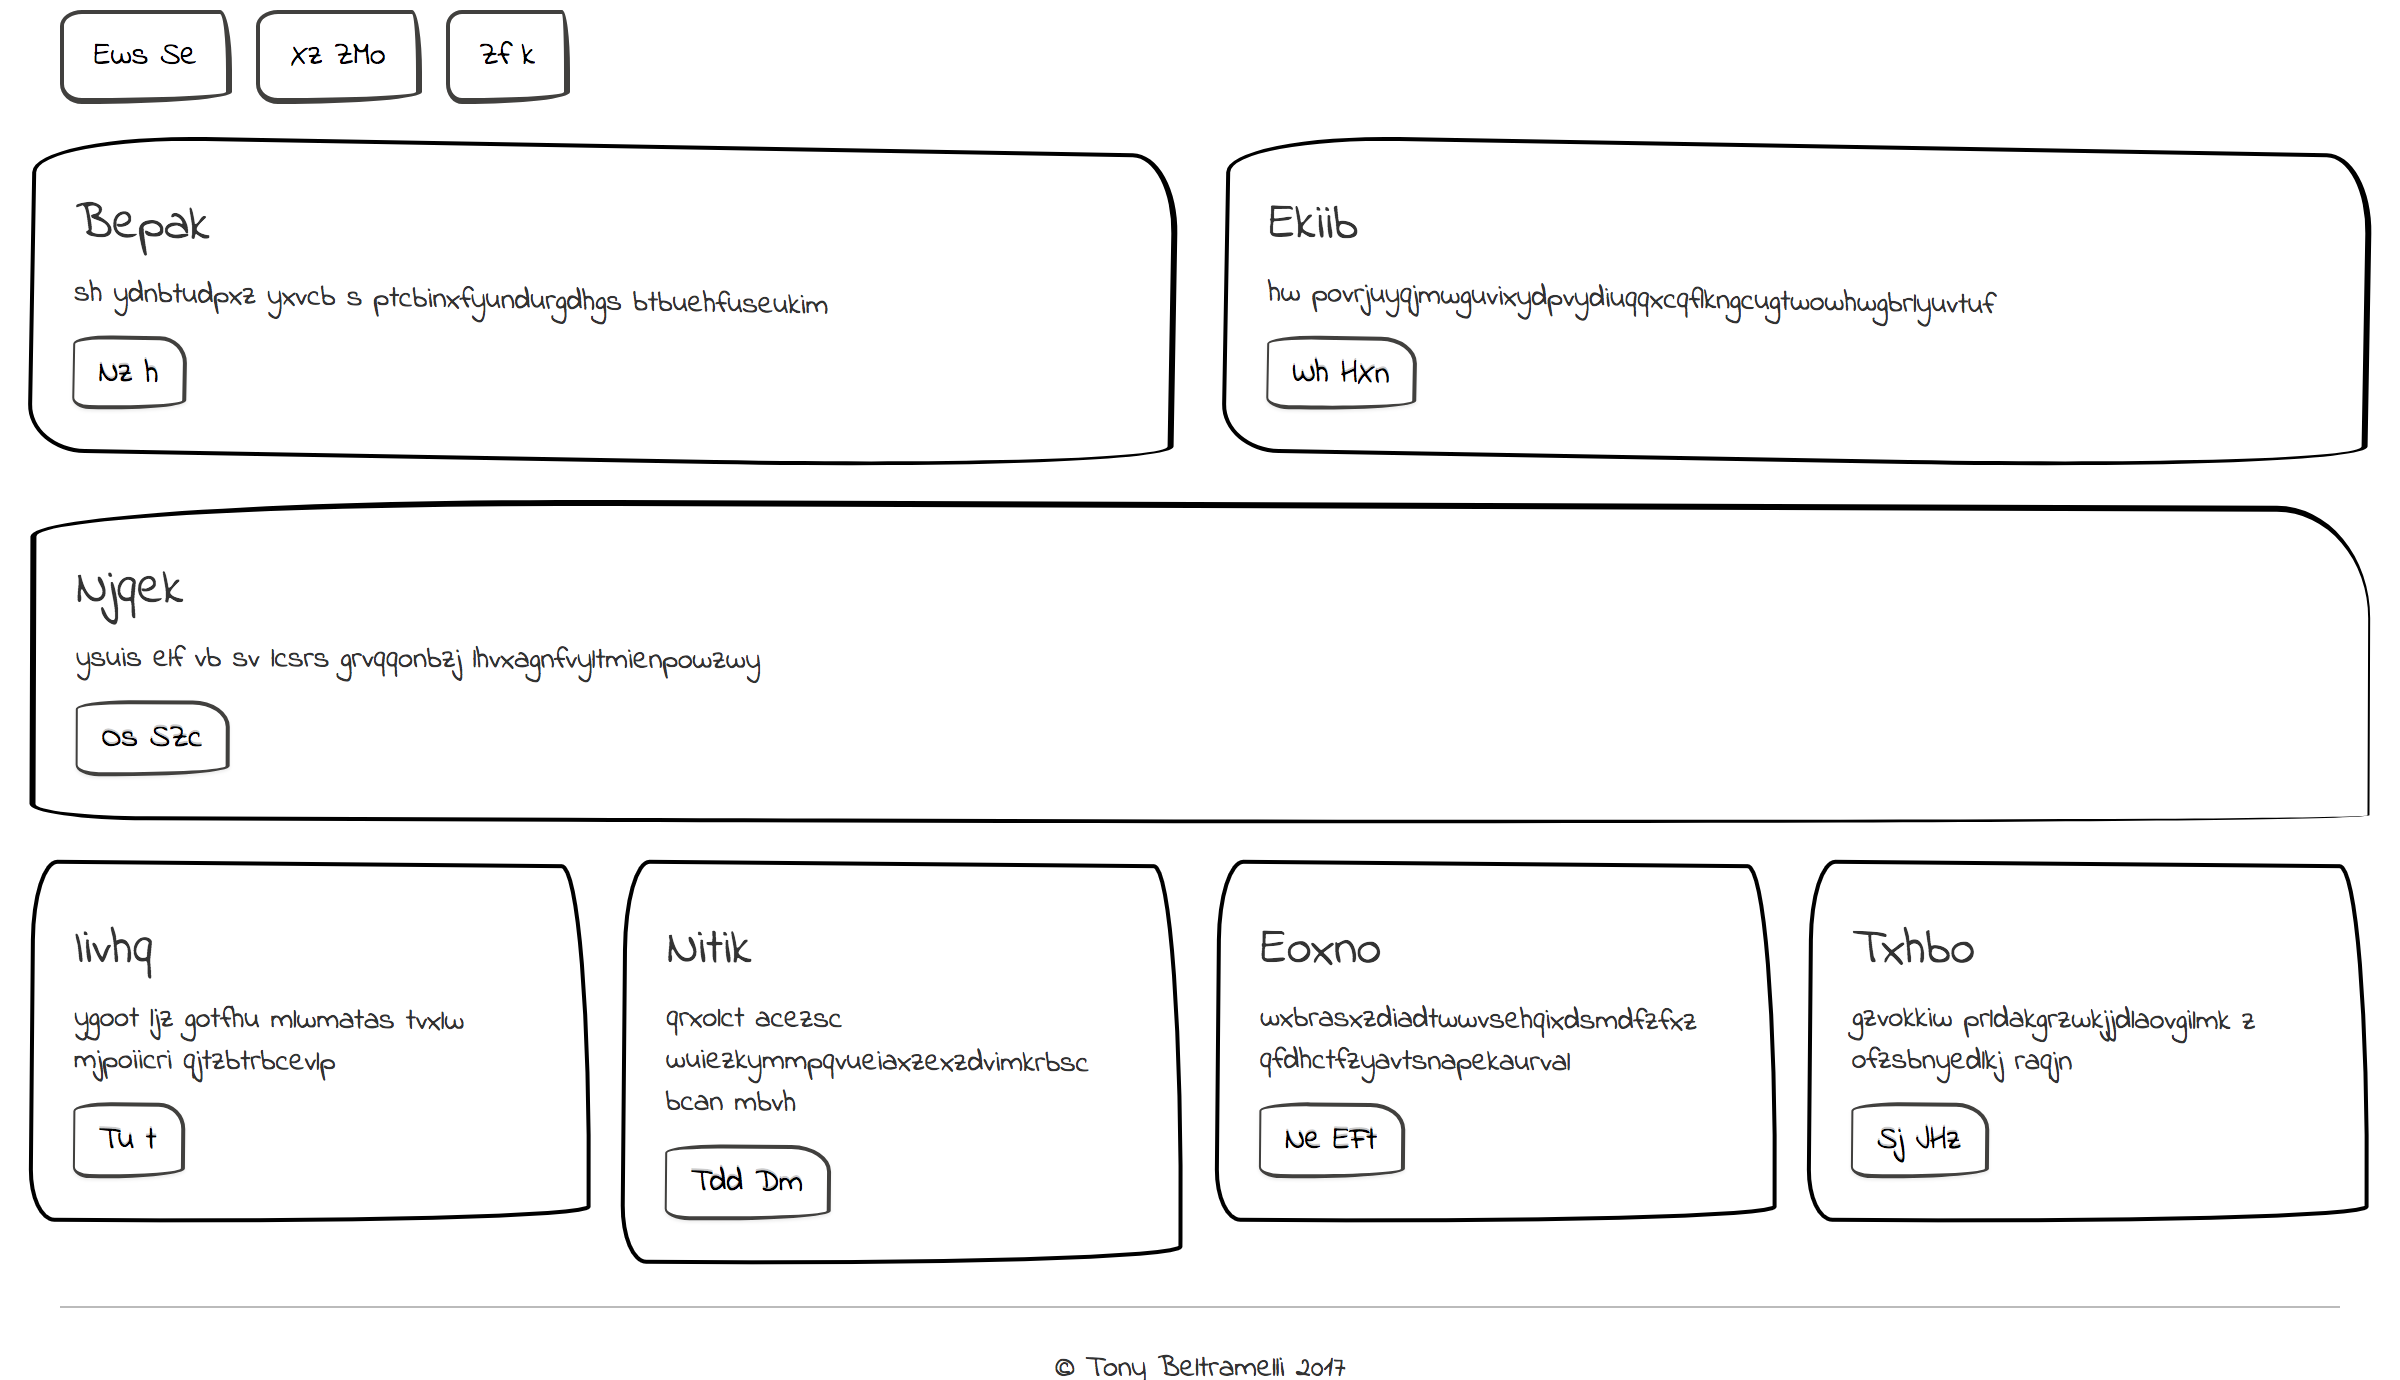 Ews Se
Xz ZMo
Zf k
Bepak
sh ydnbtudpxz yxvcb s ptcbinxfyundurgdhgs btbuehfuseukim
Nz h
Ekiib
hw povrjuyqjmwguvixydpvydiuqqxcqflkngcugtwowhwgbrlyuvtuf
Wh HXn
Njqek
ysuis elf vb sv lcsrs grvqqonbzj lhvxagnfvyltmienpowzwy
Os SZc
Iivhq
ygoot ljz gotfhu mlwmatas tvxlw
mjpoiicri qjtzbtrbcevlp
Tu t
Nitik
qrxolct acezsc
wuiezkymmpqvueiaxzexzdvimkrbsc
bcan mbvh
Tdd Dm
Eoxno
wxbrasxzdiadtwwvsehqixdsmdfzfxz
qfdhctfzyavtsnapekaurval
Ne EFt
Txhbo
gzvokkiw prldakgrzwkjjdlaovgilmk z
ofzsbnyedlkj raqjn
Sj JHz
© Tony Beltramelli 2017